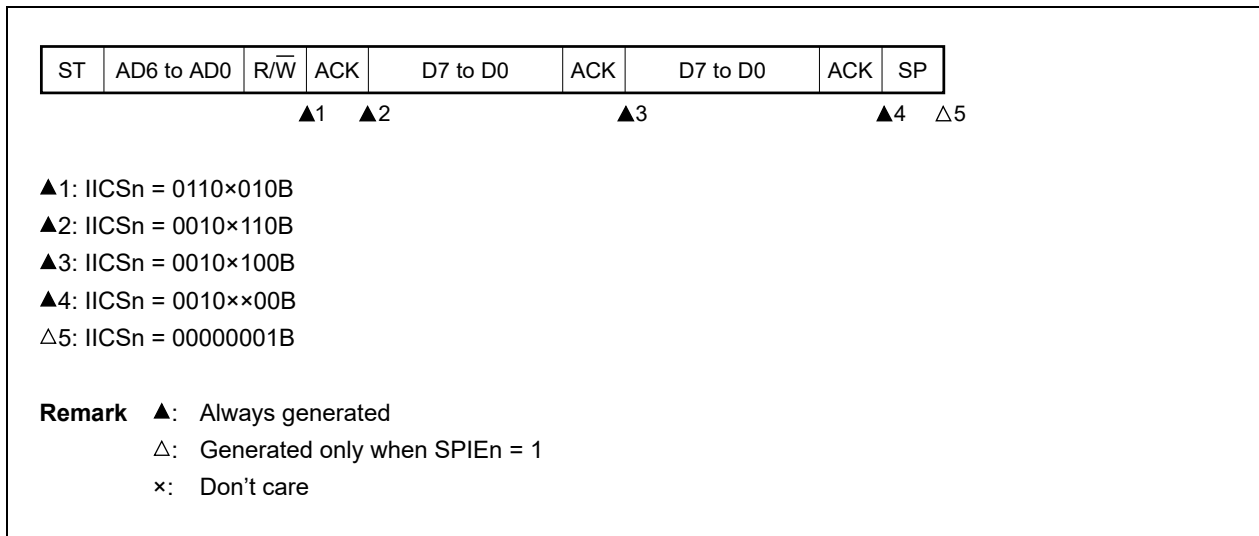 ST AD6 to AD0 R/W̅ ACK D7 to D0 ACK D7 to D0 ACK SP
▲1 ▲2 ▲3 ▲4 △5
▲1: IICSn = 0110×010B
▲2: IICSn = 0010×110B
▲3: IICSn = 0010×100B
▲4: IICSn = 0010××00B
△5: IICSn = 00000001B
Remark ▲: Always generated
△: Generated only when SPIEn = 1
×: Don’t care